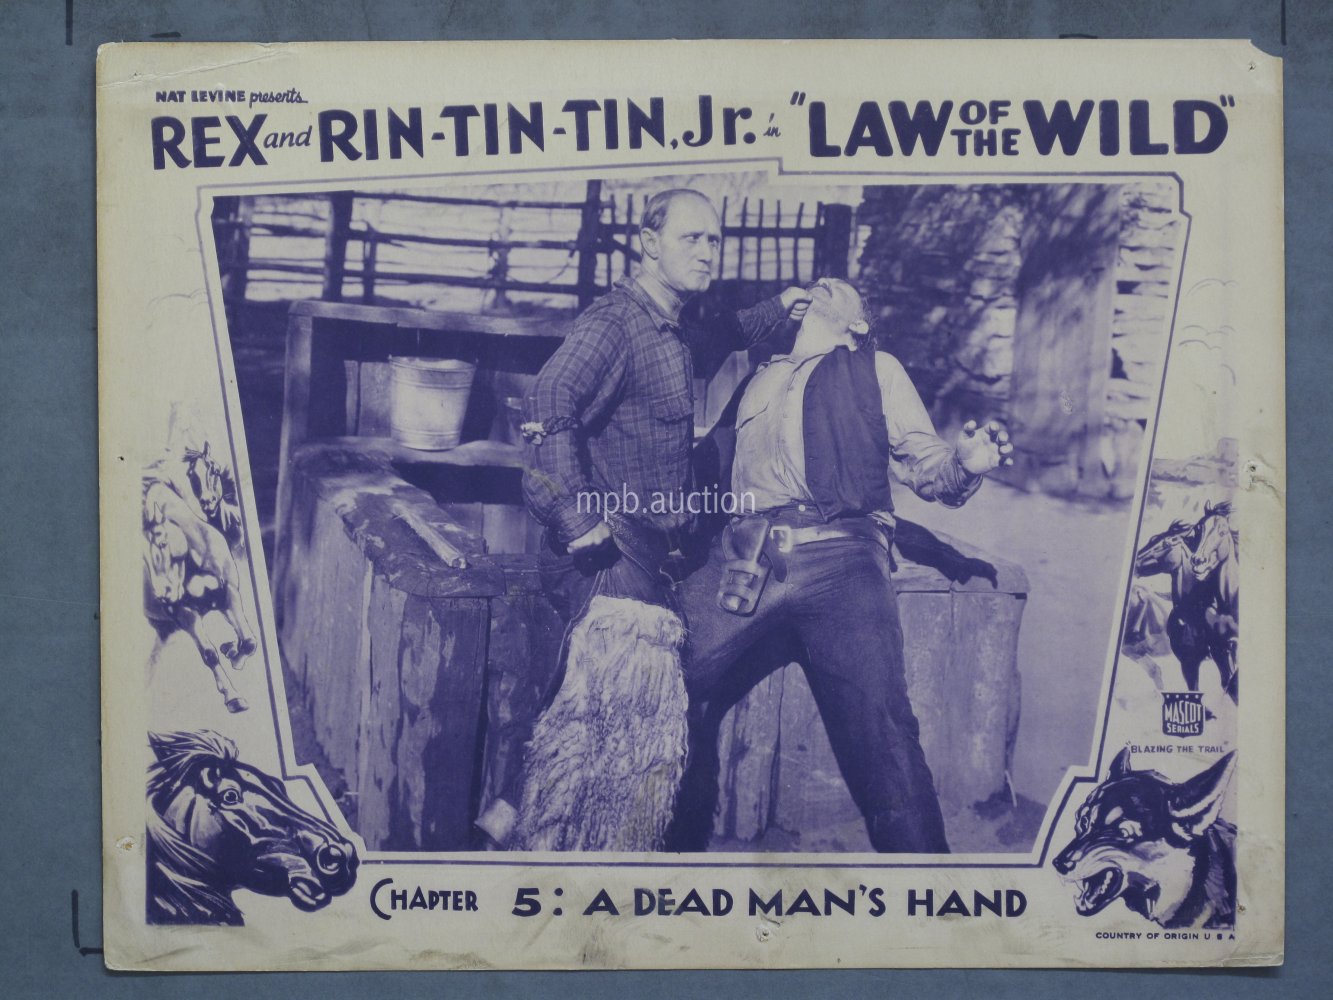 NAT LEVINE presents
REX and RIN-TIN-TIN, Jr. in "LAW OF THE WILD"
mpb.auction
MASCOT
SERIALS
"BLAZING THE TRAIL"
CHAPTER 5: A DEAD MAN'S HAND
COUNTRY OF ORIGIN U S A